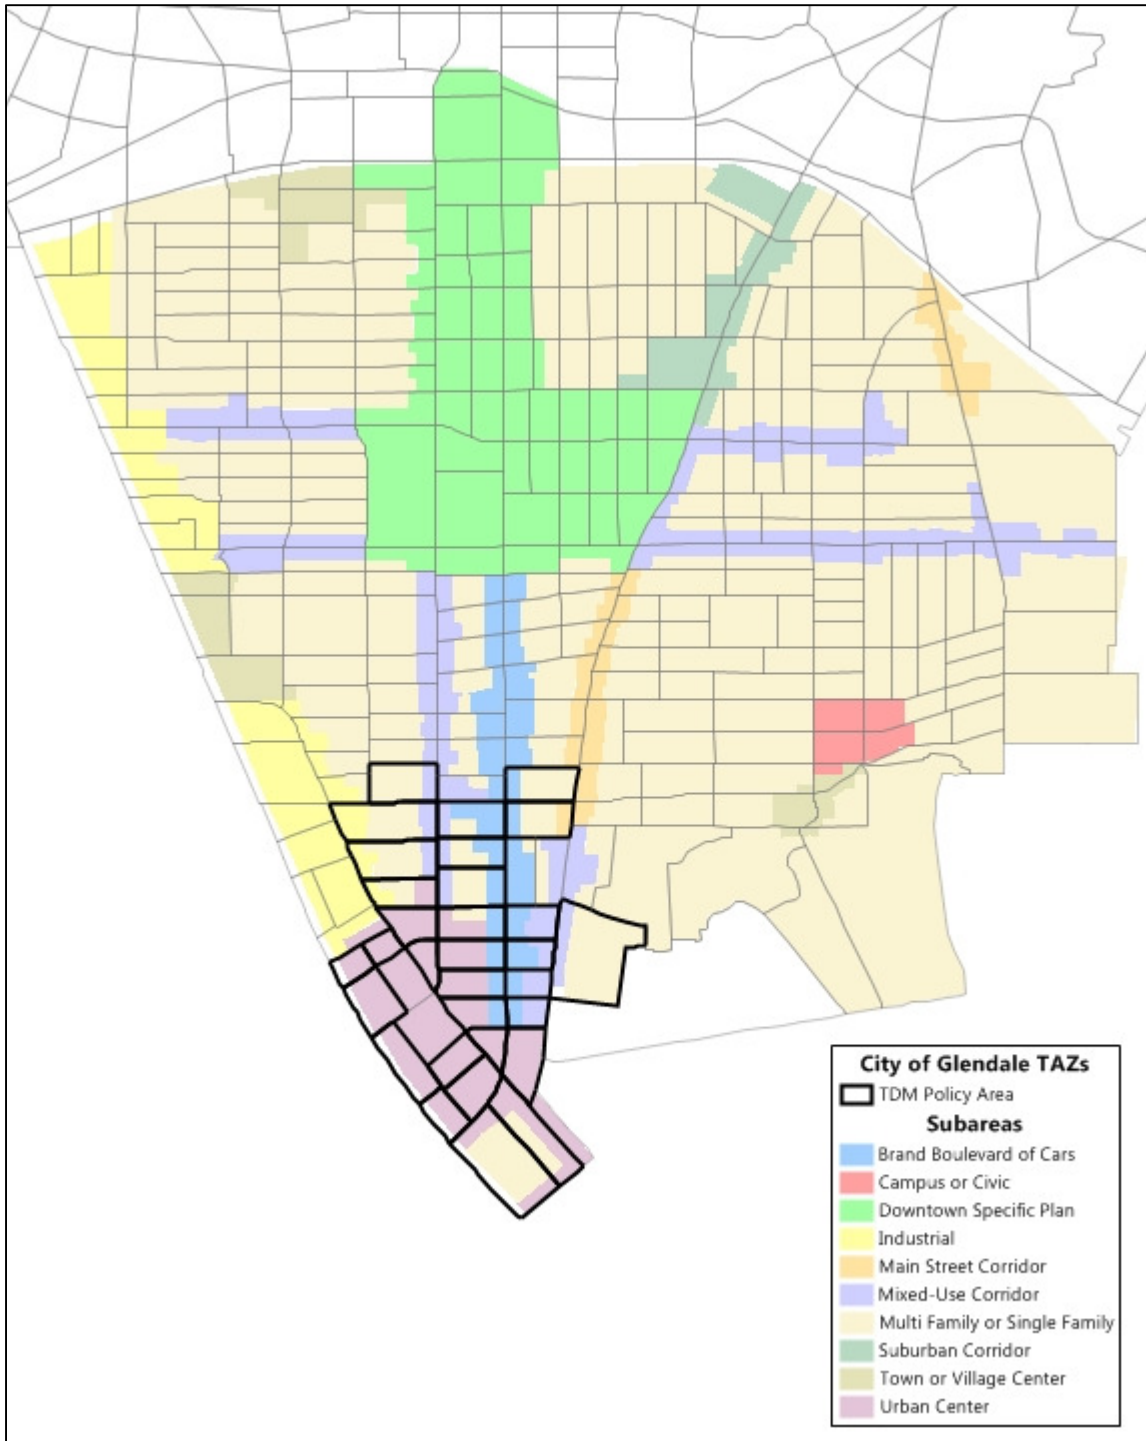 City of Glendale TAZs
TDM Policy Area
Subareas
Brand Boulevard of Cars
Campus or Civic
Downtown Specific Plan
Industrial
Main Street Corridor
Mixed-Use Corridor
Multi Family or Single Family
Suburban Corridor
Town or Village Center
Urban Center